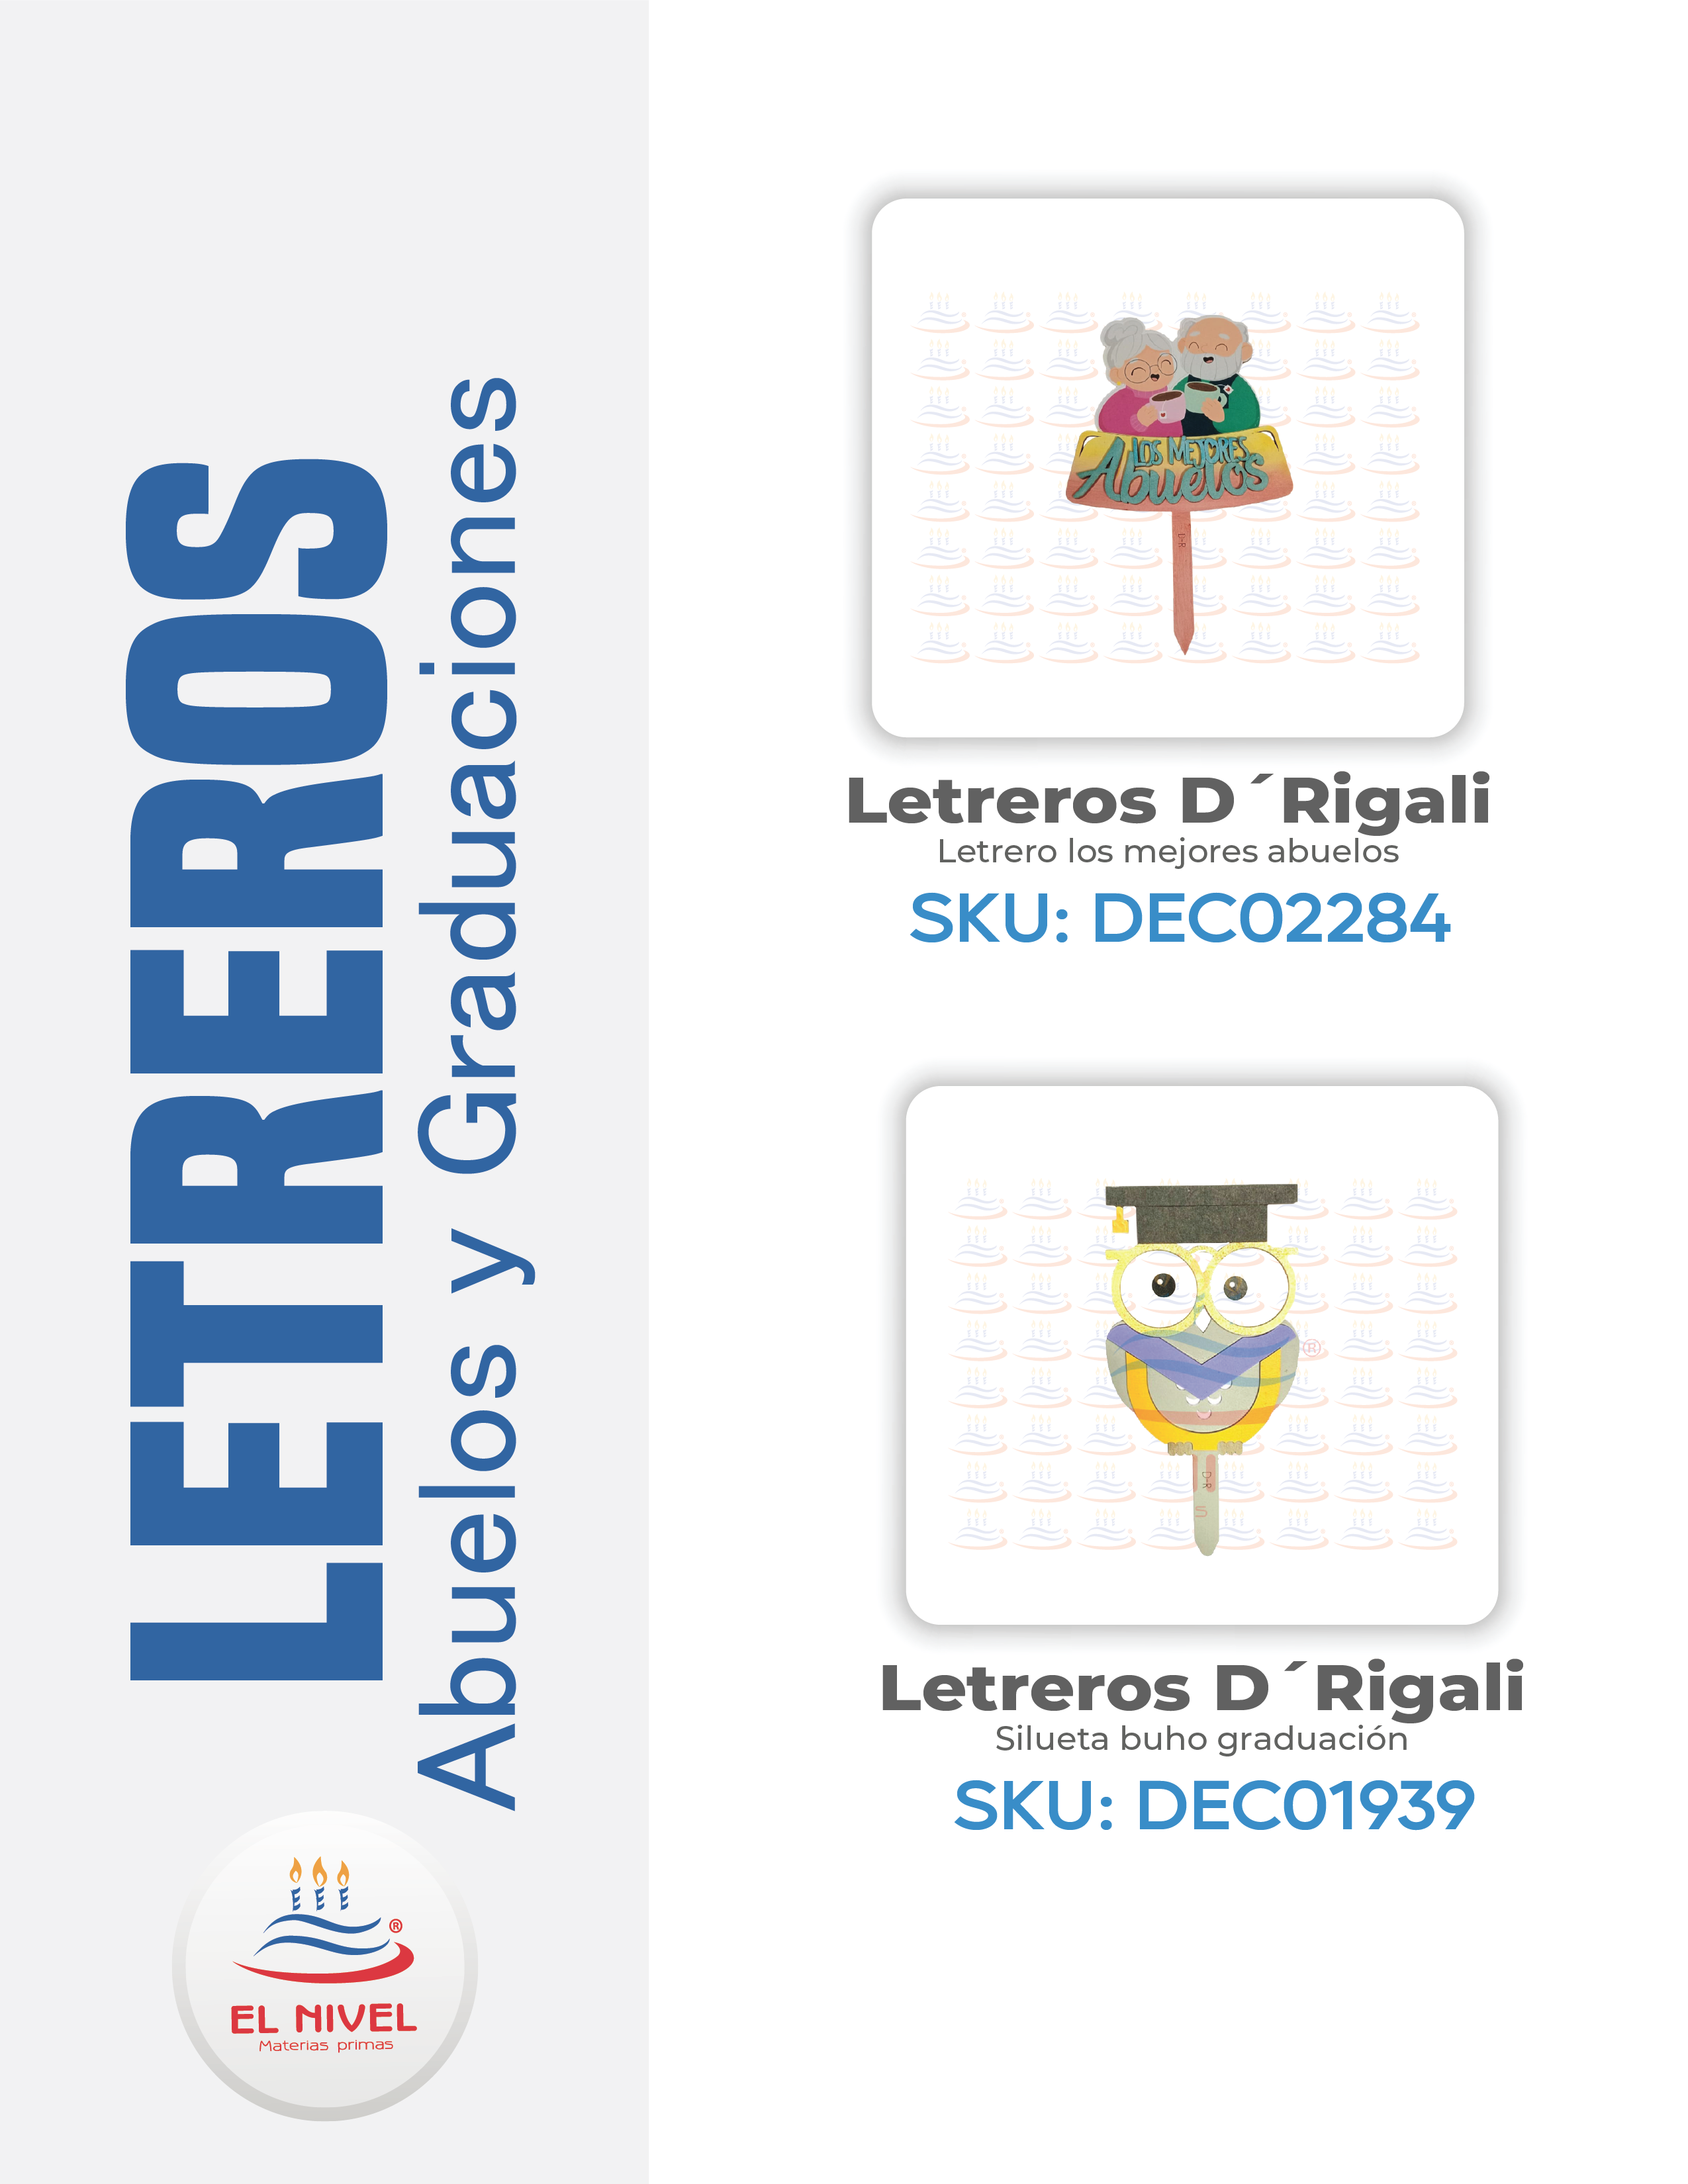 LETREROS
Abuelos y Graduaciones
LOS MEJORES
Abuelos
D-R
Letreros D´Rigali
Letrero los mejores abuelos
SKU: DEC02284
®
D-R
Letreros D´Rigali
Silueta buho graduación
SKU: DEC01939
®
EL NIVEL
Materias primas